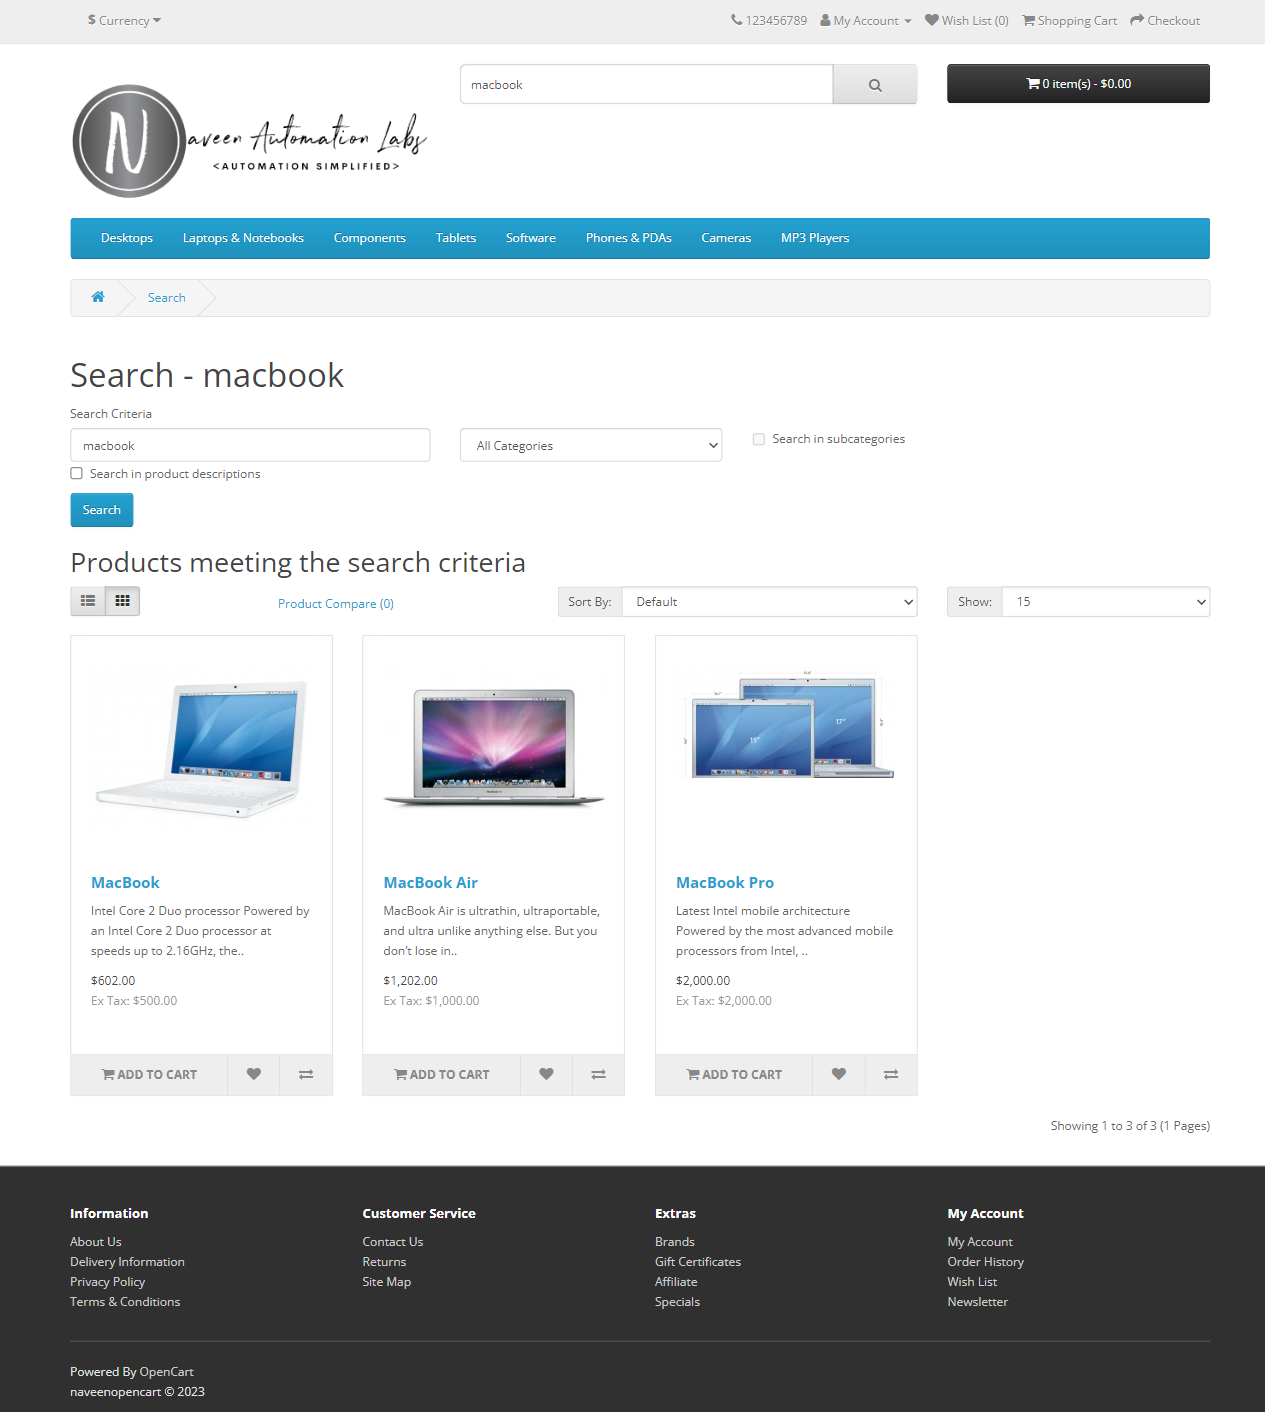 $ Currency
123456789 My Account Wish List (0) Shopping Cart Checkout
macbook
0 item(s) - $0.00
N
aveen Automation Labs
<AUTOMATION SIMPLIFIED>
Desktops Laptops & Notebooks Components Tablets Software Phones & PDAs Cameras MP3 Players
Search
Search - macbook
Search Criteria
macbook
All Categories
Search in subcategories
Search in product descriptions
Search
Products meeting the search criteria
Product Compare (0)
Sort By: Default
Show: 15
15"
17"
MacBook
Intel Core 2 Duo processor Powered by
an Intel Core 2 Duo processor at
speeds up to 2.16GHz, the..
$602.00
Ex Tax: $500.00
ADD TO CART
MacBook Air
MacBook Air is ultrathin, ultraportable,
and ultra unlike anything else. But you
don’t lose in..
$1,202.00
Ex Tax: $1,000.00
ADD TO CART
MacBook Pro
Latest Intel mobile architecture
Powered by the most advanced mobile
processors from Intel, ..
$2,000.00
Ex Tax: $2,000.00
ADD TO CART
Showing 1 to 3 of 3 (1 Pages)
Information
About Us
Delivery Information
Privacy Policy
Terms & Conditions
Customer Service
Contact Us
Returns
Site Map
Extras
Brands
Gift Certificates
Affiliate
Specials
My Account
My Account
Order History
Wish List
Newsletter
Powered By OpenCart
naveenopencart © 2023